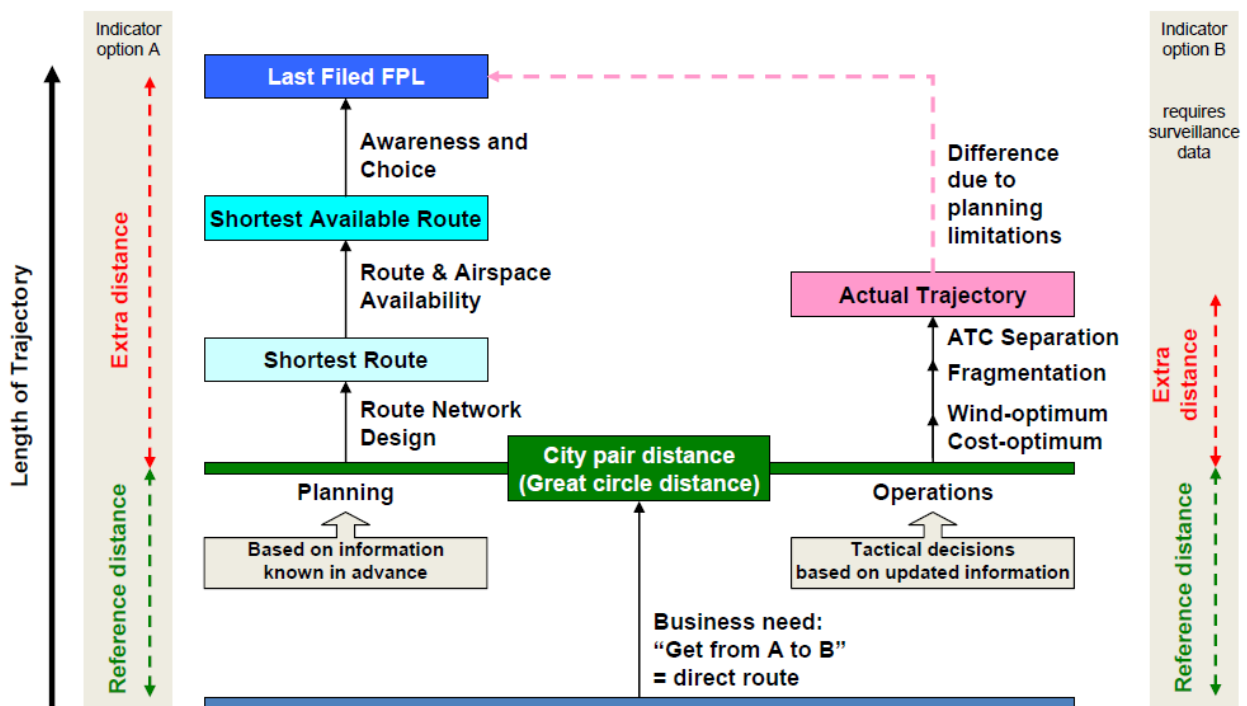 Indicator
option A
Length of Trajectory
Extra distance
Reference distance
Last Filed FPL
Awareness and
Choice
Shortest Available Route
Route & Airspace
Availability
Shortest Route
Route Network
Design
City pair distance
(Great circle distance)
Planning
Based on information
known in advance
Business need:
“Get from A to B”
= direct route
Difference
due to
planning
limitations
Actual Trajectory
ATC Separation
Fragmentation
Wind-optimum
Cost-optimum
Operations
Tactical decisions
based on updated information
Indicator
option B
requires
surveillance
data
Extra
distance
Reference distance